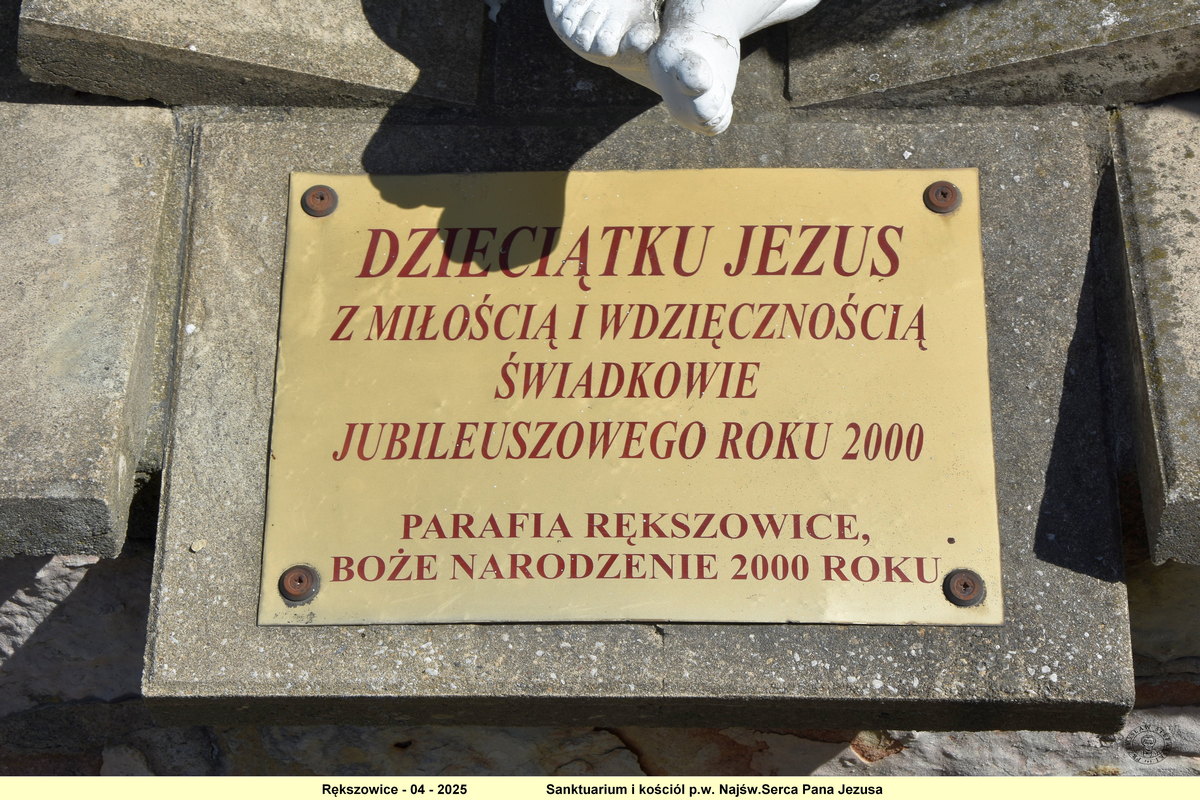 DZIECIĄTKU JEZUS
Z MIŁOŚCIĄ I WDZIĘCZNOŚCIĄ
ŚWIADKOWIE
JUBILEUSZOWEGO ROKU 2000
PARAFIA RĘKSZOWICE,
BOŻE NARODZENIE 2000 ROKU
Rększowice - 04 - 2025 Sanktuarium i kościół p.w. Najśw.Serca Pana Jezusa